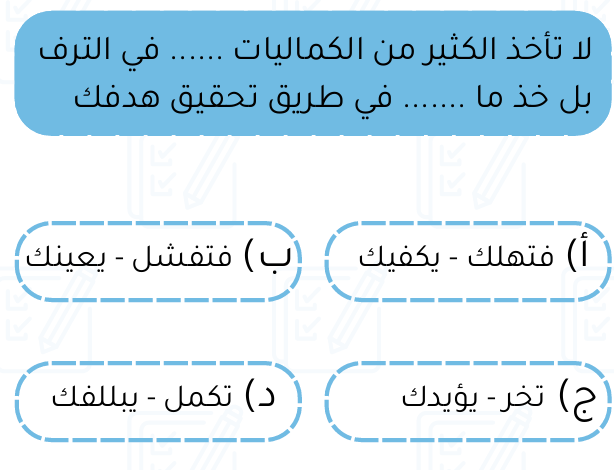 لا تأخذ الكثير من الكماليات ...... في الترف
بل خذ ما ....... في طريق تحقيق هدفك
أ) فتهلك - يكفيك
ب) فتفشل - يعينك
ج) تخر - يؤيدك
د) تكمل - يبللفك